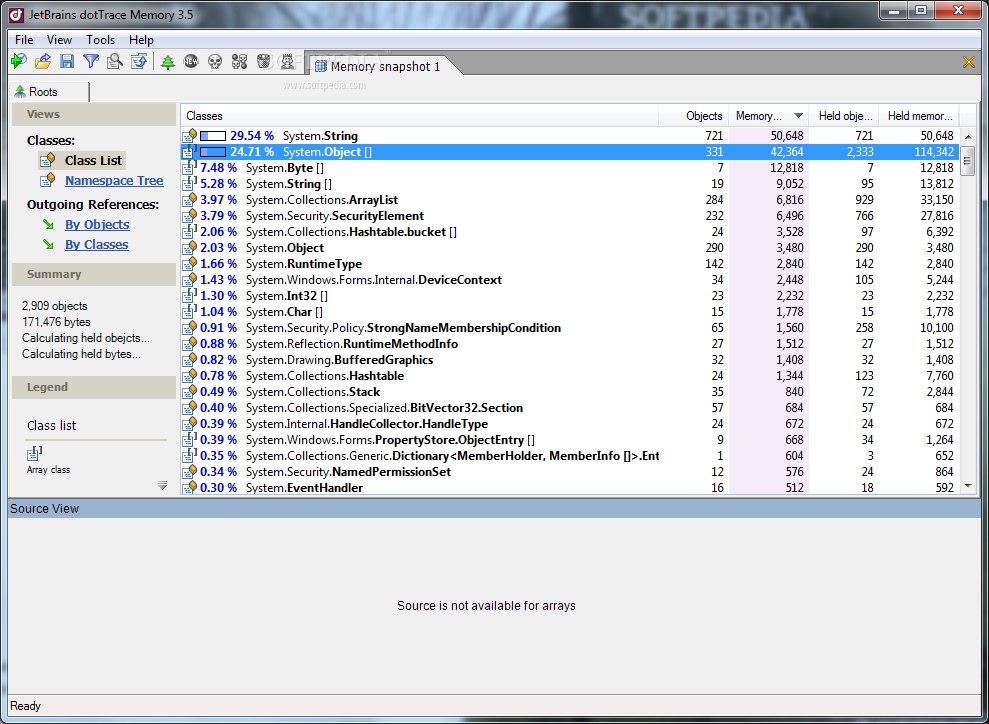 JetBrains dotTrace Memory 3.5
SOFTPEDIA
File View Tools Help
NEW
Memory snapshot 1
www.softpedia.com
Roots
Views
Classes:
Class List
Namespace Tree
Outgoing References:
By Objects
By Classes
Summary
2,909 objects
171,476 bytes
Calculating held obejcts...
Calculating held bytes...
Legend
Class list
Array class
Classes Objects Memory... Held obje... Held memor...
29.54 % System.String 721 50,648 721 50,648
24.71 % System.Object [] 331 42,364 2,333 114,342
7.48 % System.Byte [] 7 12,818 7 12,818
5.28 % System.String [] 19 9,052 95 13,812
3.97 % System.Collections.ArrayList 284 6,816 929 33,150
3.79 % System.Security.SecurityElement 232 6,496 766 27,816
2.06 % System.Collections.Hashtable.bucket [] 24 3,528 97 6,392
2.03 % System.Object 290 3,480 290 3,480
1.66 % System.RuntimeType 142 2,840 142 2,840
1.43 % System.Windows.Forms.Internal.DeviceContext 34 2,448 105 5,244
1.30 % System.Int32 [] 23 2,232 23 2,232
1.04 % System.Char [] 15 1,778 15 1,778
0.91 % System.Security.Policy.StrongNameMembershipCondition 65 1,560 258 10,100
0.88 % System.Reflection.RuntimeMethodInfo 27 1,512 27 1,512
0.82 % System.Drawing.BufferedGraphics 32 1,408 32 1,408
0.78 % System.Collections.Hashtable 24 1,344 123 7,760
0.49 % System.Collections.Stack 35 840 72 2,844
0.40 % System.Collections.Specialized.BitVector32.Section 57 684 57 684
0.39 % System.Internal.HandleCollector.HandleType 24 672 24 672
0.39 % System.Windows.Forms.PropertyStore.ObjectEntry [] 9 668 34 1,264
0.35 % System.Collections.Generic.Dictionary<MemberHolder, MemberInfo []>.Ent 1 604 3 652
0.34 % System.Security.NamedPermissionSet 12 576 24 864
0.30 % System.EventHandler 16 512 18 592
Source View
Source is not available for arrays
Ready